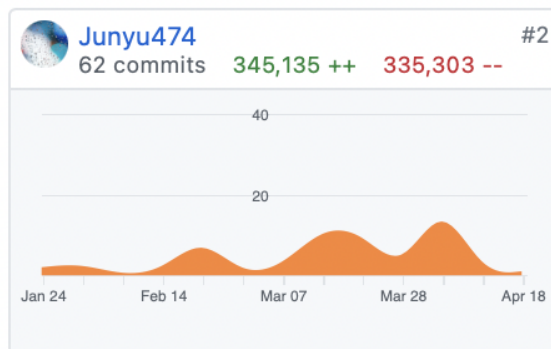 Junyu474 #2
62 commits 345,135 ++ 335,303 --
40
20
Jan 24 Feb 14 Mar 07 Mar 28 Apr 18